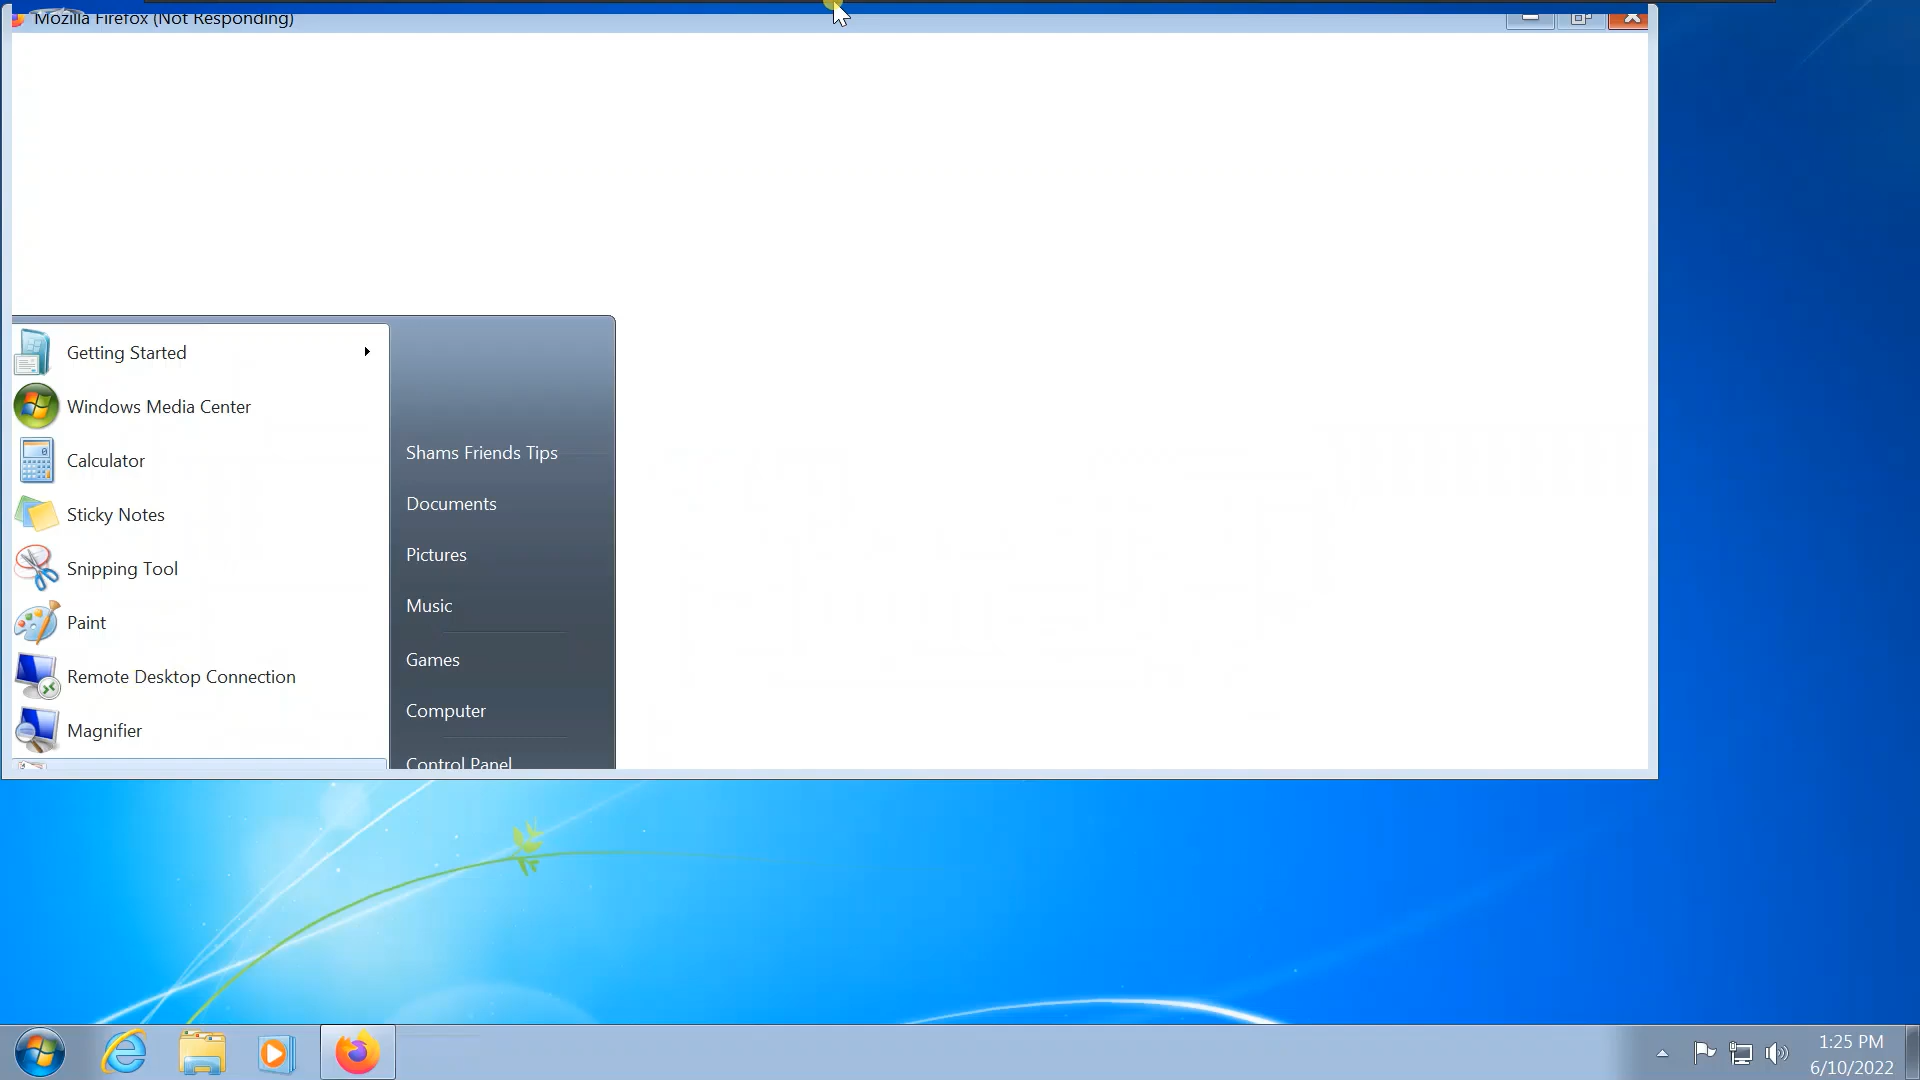 Mozilla Firefox (Not Responding)
Getting Started
Windows Media Center
Calculator
Sticky Notes
Snipping Tool
Paint
Remote Desktop Connection
Magnifier
Shams Friends Tips
Documents
Pictures
Music
Games
Computer
Control Panel
1:25 PM
6/10/2022